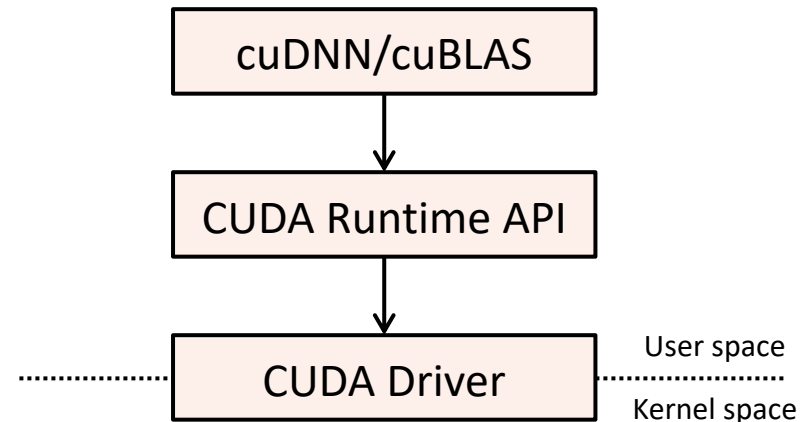 cuDNN/cuBLAS
CUDA Runtime API
User space
CUDA Driver
Kernel space